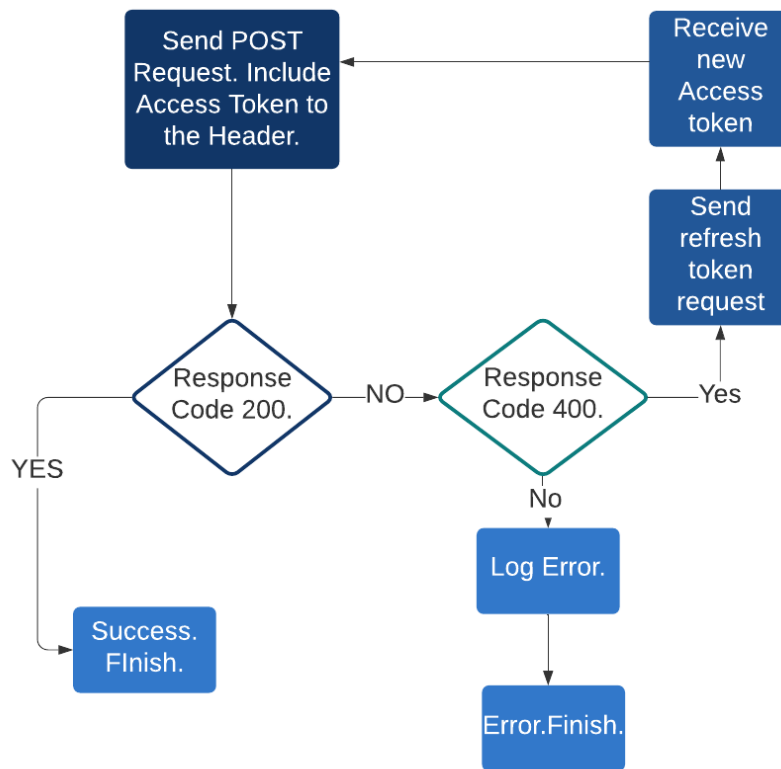 Send POST
Request. Include
Access Token to
the Header.
Receive
new
Access
token
Send
refresh
token
request
Response
Code 200.
NO
Response
Code 400.
Yes
YES
No
Log Error.
Success.
FInish.
Error.Finish.